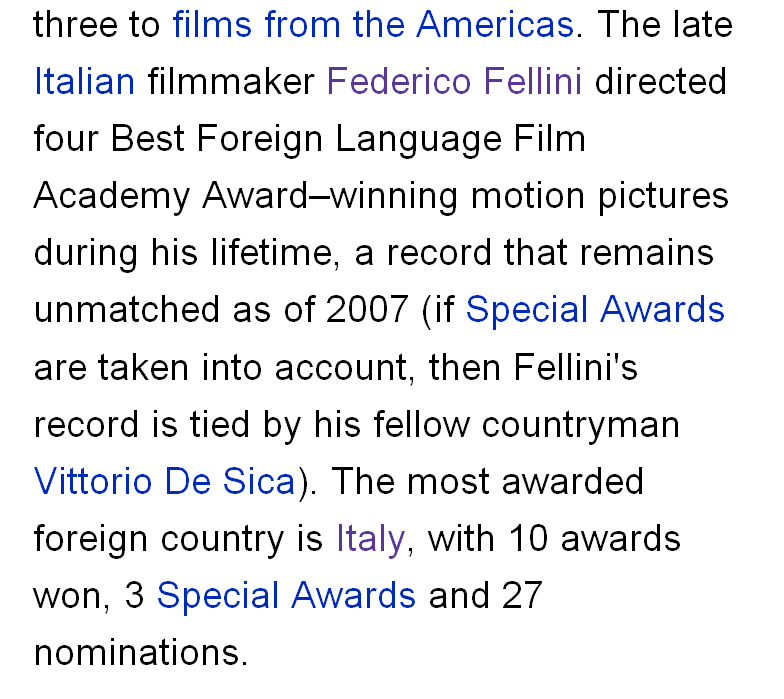 three to films from the Americas. The late
Italian filmmaker Federico Fellini directed
four Best Foreign Language Film
Academy Award–winning motion pictures
during his lifetime, a record that remains
unmatched as of 2007 (if Special Awards
are taken into account, then Fellini's
record is tied by his fellow countryman
Vittorio De Sica). The most awarded
foreign country is Italy, with 10 awards
won, 3 Special Awards and 27
nominations.